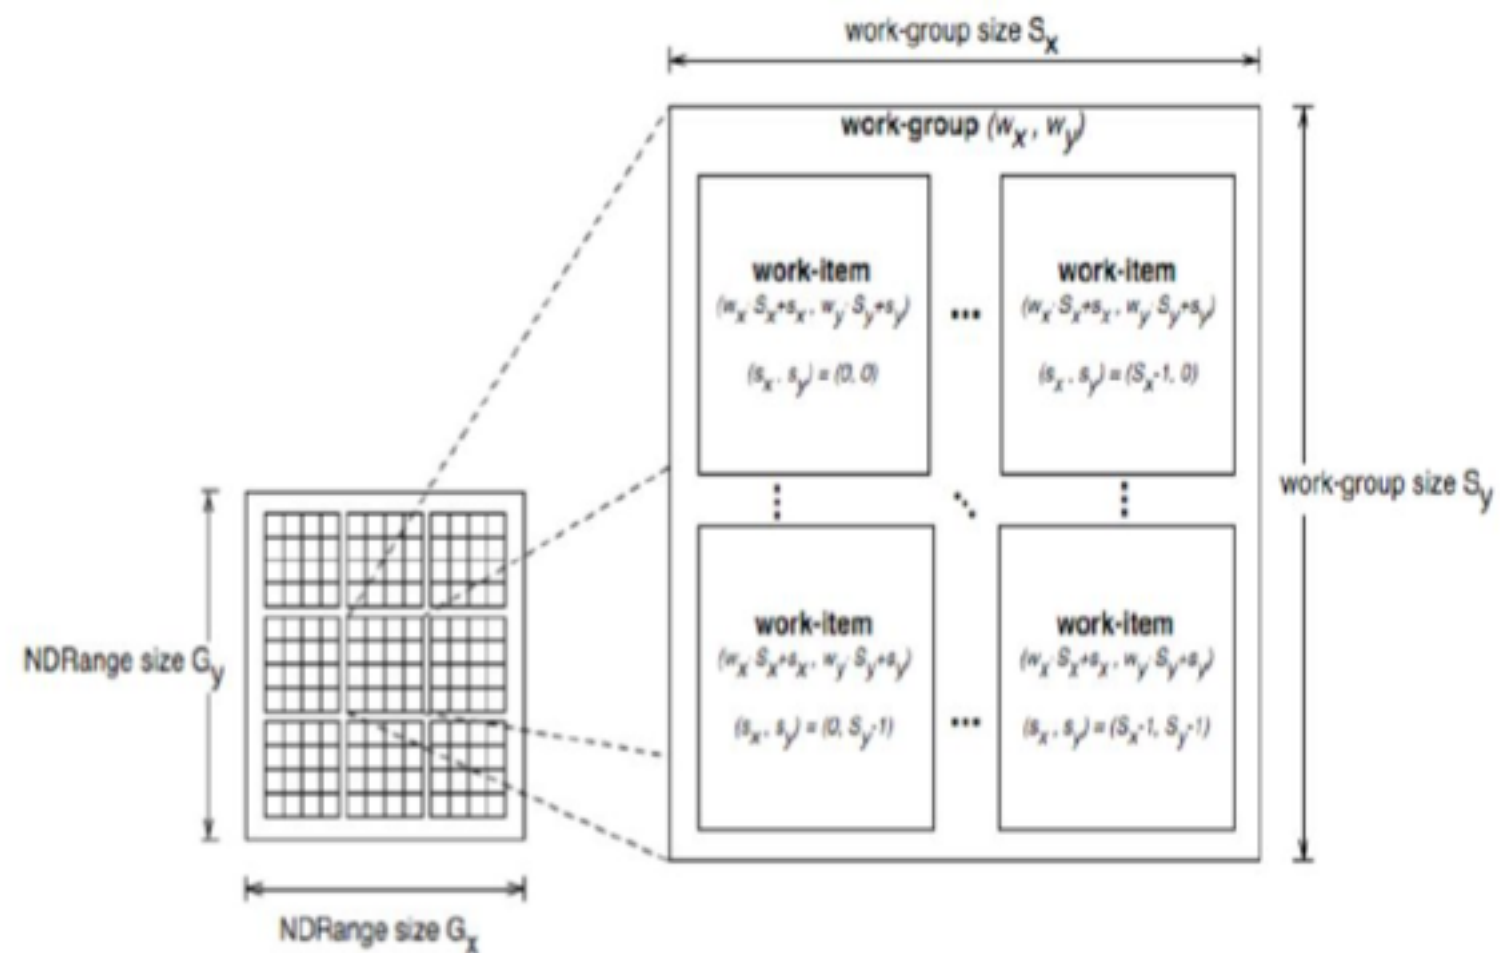 work-group size Sx
work-group (wx, wy)
work-item
(wx·Sx+sx, wy·Sy+sy)
(sx, sy) = (0, 0)
...
work-item
(wx·Sx+sx, wy·Sy+sy)
(sx, sy) = (Sx-1, 0)
work-group size Sy
work-item
(wx·Sx+sx, wy·Sy+sy)
(sx, sy) = (0, Sy-1)
...
work-item
(wx·Sx+sx, wy·Sy+sy)
(sx, sy) = (Sx-1, Sy-1)
NDRange size Gy
NDRange size Gx